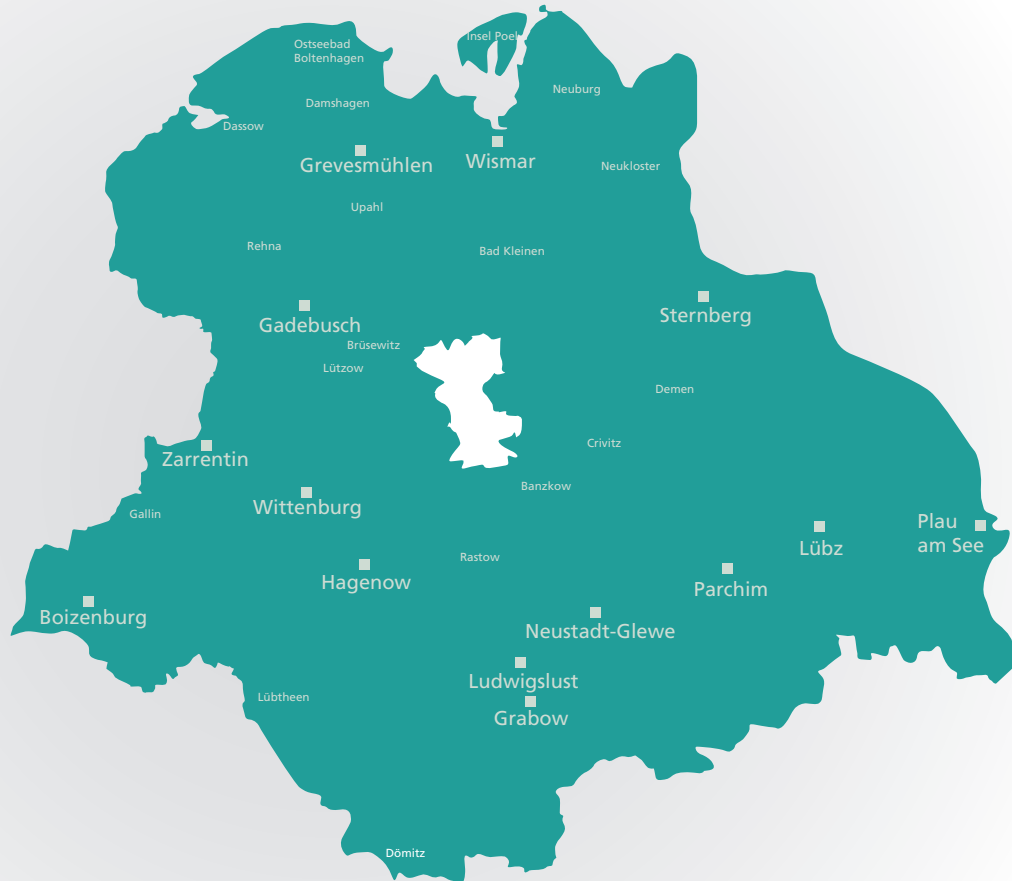 Insel Poel
Ostseebad
Boltenhagen
Neuburg
Damshagen
Dassow
Grevesmühlen
Wismar
Neukloster
Upahl
Rehna
Bad Kleinen
Sternberg
Gadebusch
Brüsewitz
Lützow
Demen
Crivitz
Zarrentin
Banzkow
Wittenburg
Gallin
Plau
am See
Lübz
Rastow
Hagenow
Parchim
Boizenburg
Neustadt-Glewe
Ludwigslust
Lübtheen
Grabow
Dömitz